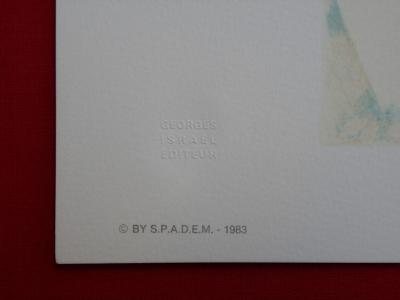 GEORGES
ISRAEL
EDITEUR
© BY S.P.A.D.E.M. - 1983